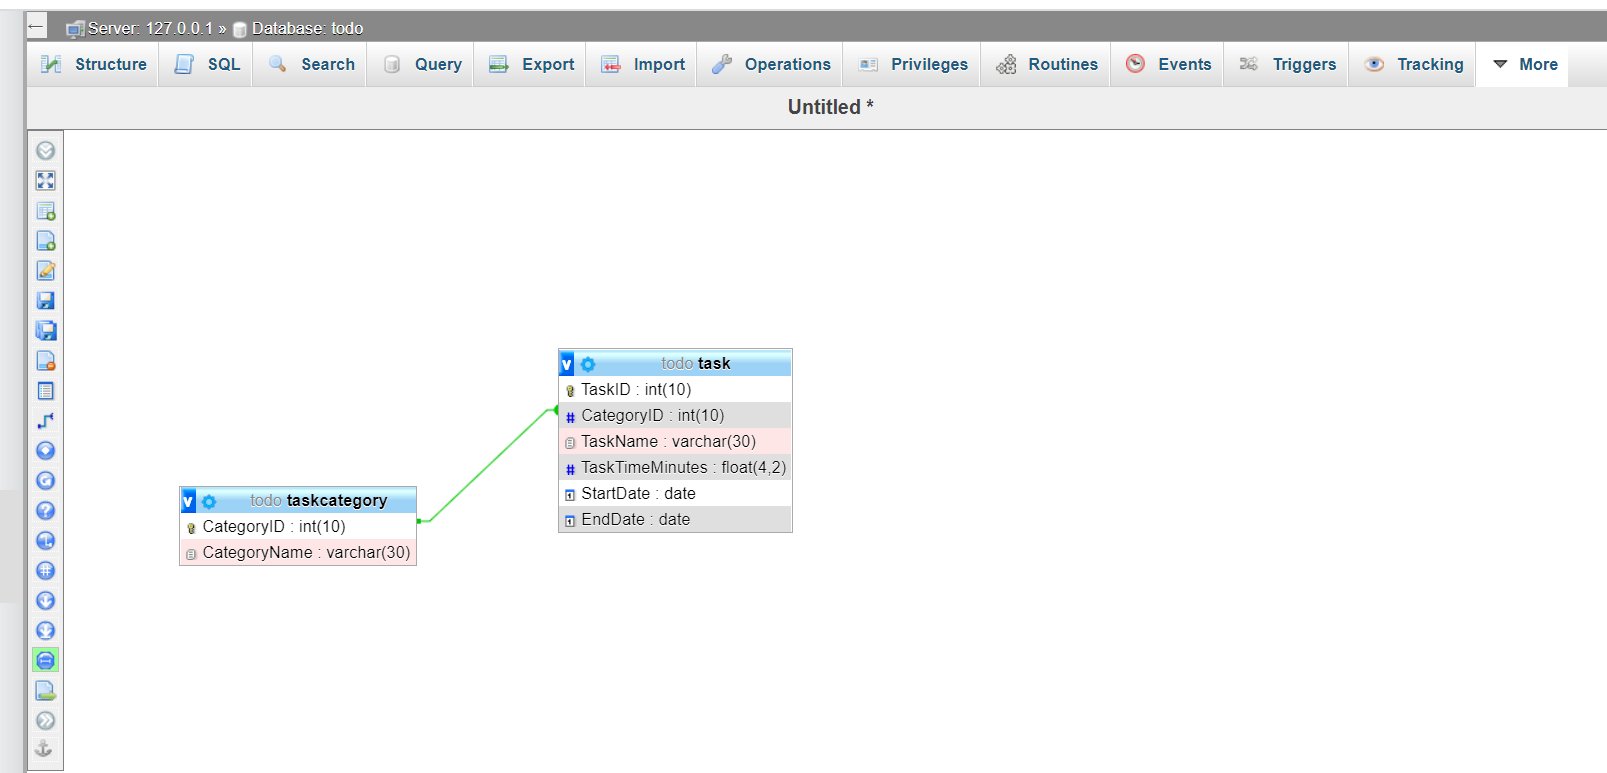 ← Server: 127.0.0.1 » Database: todo
Structure SQL Search Query Export Import Operations Privileges Routines Events Triggers Tracking More
Untitled *
v todo task
TaskID : int(10)
# CategoryID : int(10)
TaskName : varchar(30)
# TaskTimeMinutes : float(4,2)
StartDate : date
EndDate : date
v todo taskcategory
CategoryID : int(10)
CategoryName : varchar(30)